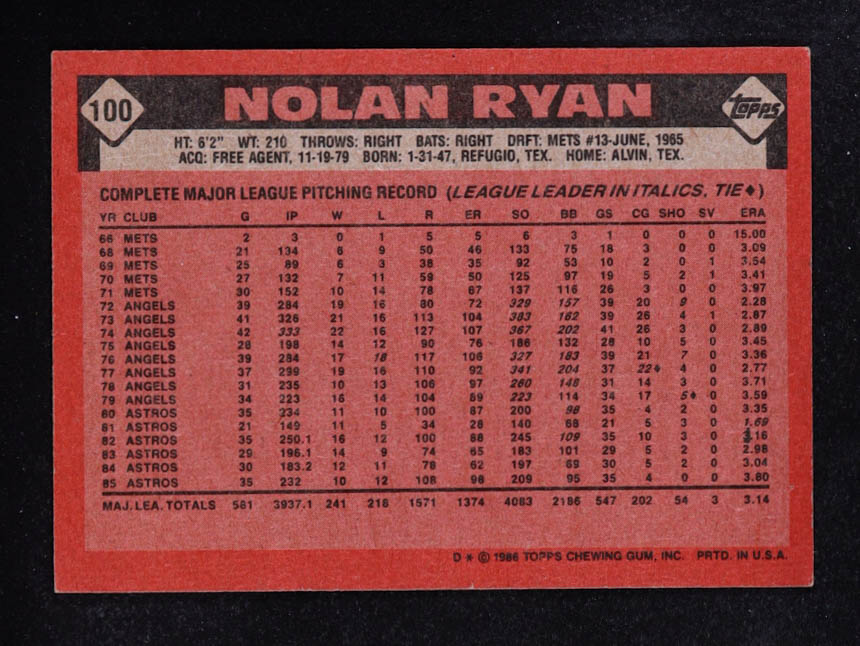 100
NOLAN RYAN
topps
HT: 6'2" WT: 210 THROWS: RIGHT BATS: RIGHT DRFT: METS #13-JUNE, 1965
ACQ: FREE AGENT, 11-19-79 BORN: 1-31-47, REFUGIO, TEX. HOME: ALVIN, TEX.
COMPLETE MAJOR LEAGUE PITCHING RECORD (LEAGUE LEADER IN ITALICS, TIE♦)
YR CLUB G IP W L R ER SO BB GS CG SHO SV ERA
66 METS 2 3 0 1 5 5 6 3 1 0 0 0 15.00
68 METS 21 134 6 9 50 46 133 75 18 3 0 0 3.09
69 METS 25 89 6 3 38 35 92 53 10 2 0 1 3.54
70 METS 27 132 7 11 59 50 125 97 19 5 2 1 3.41
71 METS 30 152 10 14 78 67 137 116 26 3 0 0 3.97
72 ANGELS 39 284 19 16 80 72 329 157 39 20 9 0 2.28
73 ANGELS 41 326 21 16 113 104 383 162 39 26 4 1 2.87
74 ANGELS 42 333 22 16 127 107 367 202 41 26 3 0 2.89
75 ANGELS 28 198 14 12 90 76 186 132 28 10 5 0 3.45
76 ANGELS 39 284 17 18 117 106 327 183 39 21 7 0 3.36
77 ANGELS 37 299 19 16 110 92 341 204 37 22♦ 4 0 2.77
78 ANGELS 31 235 10 13 106 97 260 148 31 14 3 0 3.71
79 ANGELS 34 223 16 14 104 89 223 114 34 17 5♦ 0 3.59
80 ASTROS 35 234 11 10 100 87 200 98 35 4 2 0 3.35
81 ASTROS 21 149 11 5 34 28 140 68 21 5 3 0 1.69
82 ASTROS 35 250.1 16 12 100 88 245 109 35 10 3 0 3.16
83 ASTROS 29 196.1 14 9 74 65 183 101 29 5 2 0 2.98
84 ASTROS 30 183.2 12 11 78 62 197 69 30 5 2 0 3.04
85 ASTROS 35 232 10 12 108 98 209 95 35 4 0 0 3.80
MAJ. LEA. TOTALS 581 3937.1 241 218 1571 1374 4083 2186 547 202 54 3 3.14
D * © 1986 TOPPS CHEWING GUM, INC. PRTD. IN U.S.A.